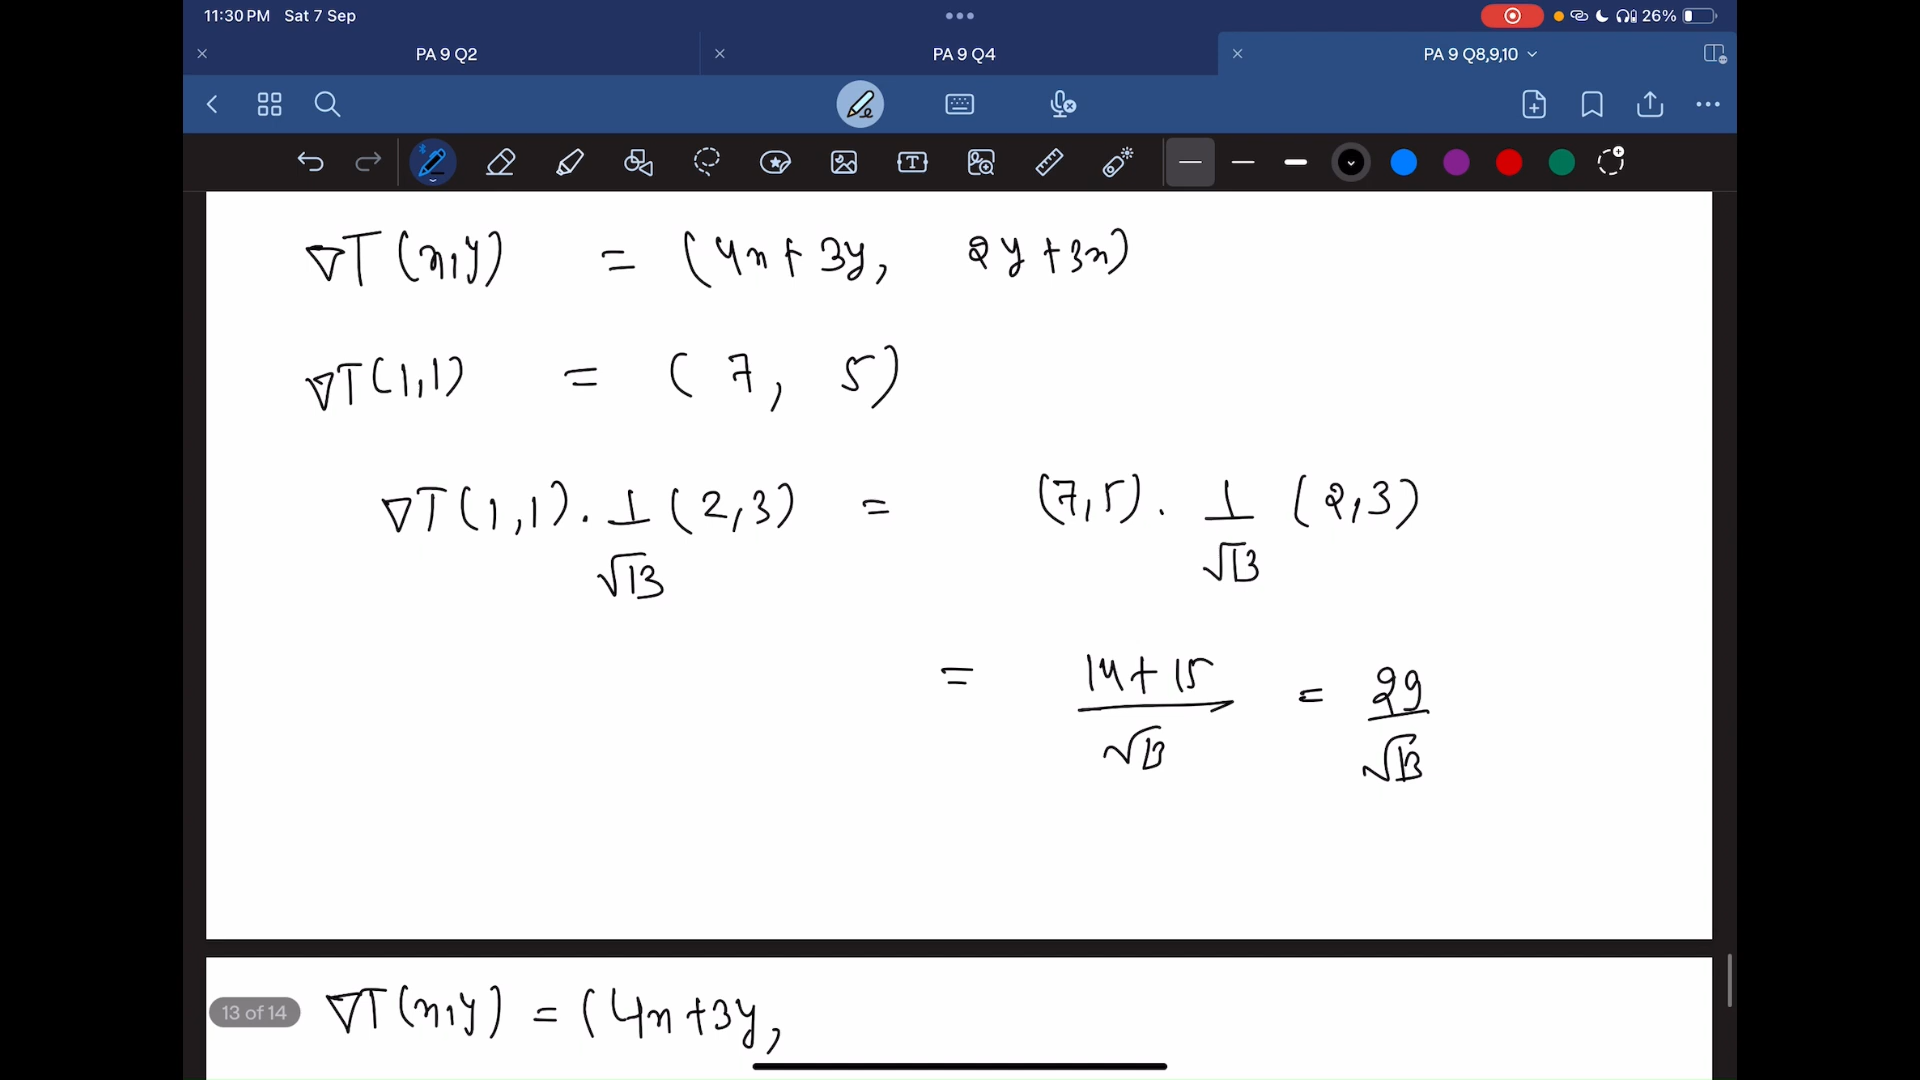 11:30 PM Sat 7 Sep 26%
PA 9 Q2 PA 9 Q4 PA 9 Q8,9,10
∇T(x,y) = (4x + 3y, 2y + 3x)
∇T(1,1) = (7, 5)
∇T(1,1) · 1/√13 (2,3) = (7,5) · 1/√13 (2,3)
= 14+15/√13 = 29/√13
13 of 14
∇T(x,y) = (4x + 3y,